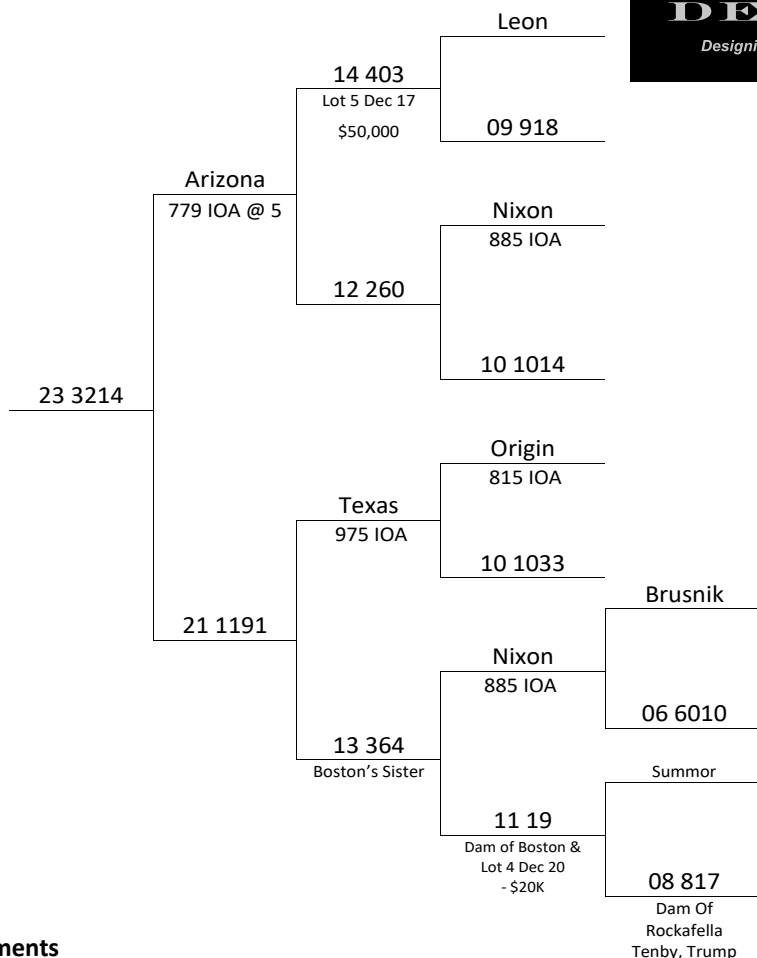 Leon
Designi
14 403
Lot 5 Dec 17
$50,000
09 918
Arizona
779 IOA @ 5
Nixon
885 IOA
12 260
10 1014
23 3214
Origin
815 IOA
Texas
975 IOA
10 1033
Brusnik
21 1191
Nixon
885 IOA
06 6010
13 364
Boston's Sister
Summor
11 19
Dam of Boston &
Lot 4 Dec 20
- $20K
08 817
Dam Of
Rockafella
Tenby, Trump
ments